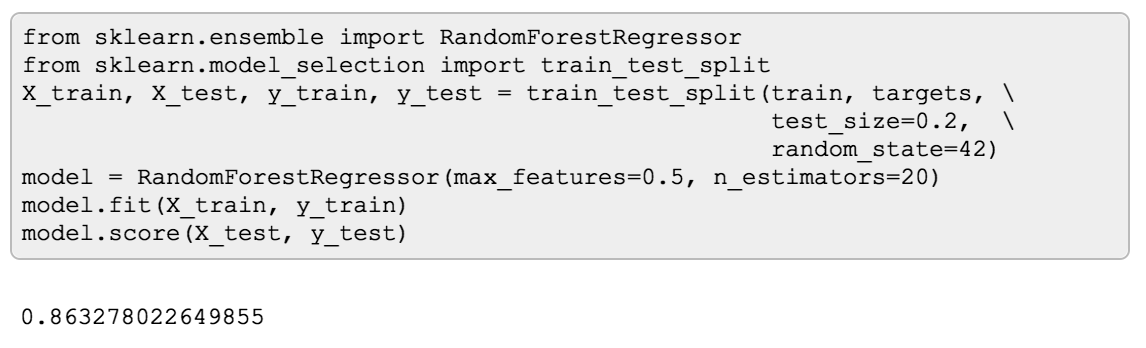 from sklearn.ensemble import RandomForestRegressor
from sklearn.model_selection import train_test_split
X_train, X_test, y_train, y_test = train_test_split(train, targets, \
                                                    test_size=0.2,  \
                                                    random_state=42)
model = RandomForestRegressor(max_features=0.5, n_estimators=20)
model.fit(X_train, y_train)
model.score(X_test, y_test)
0.863278022649855